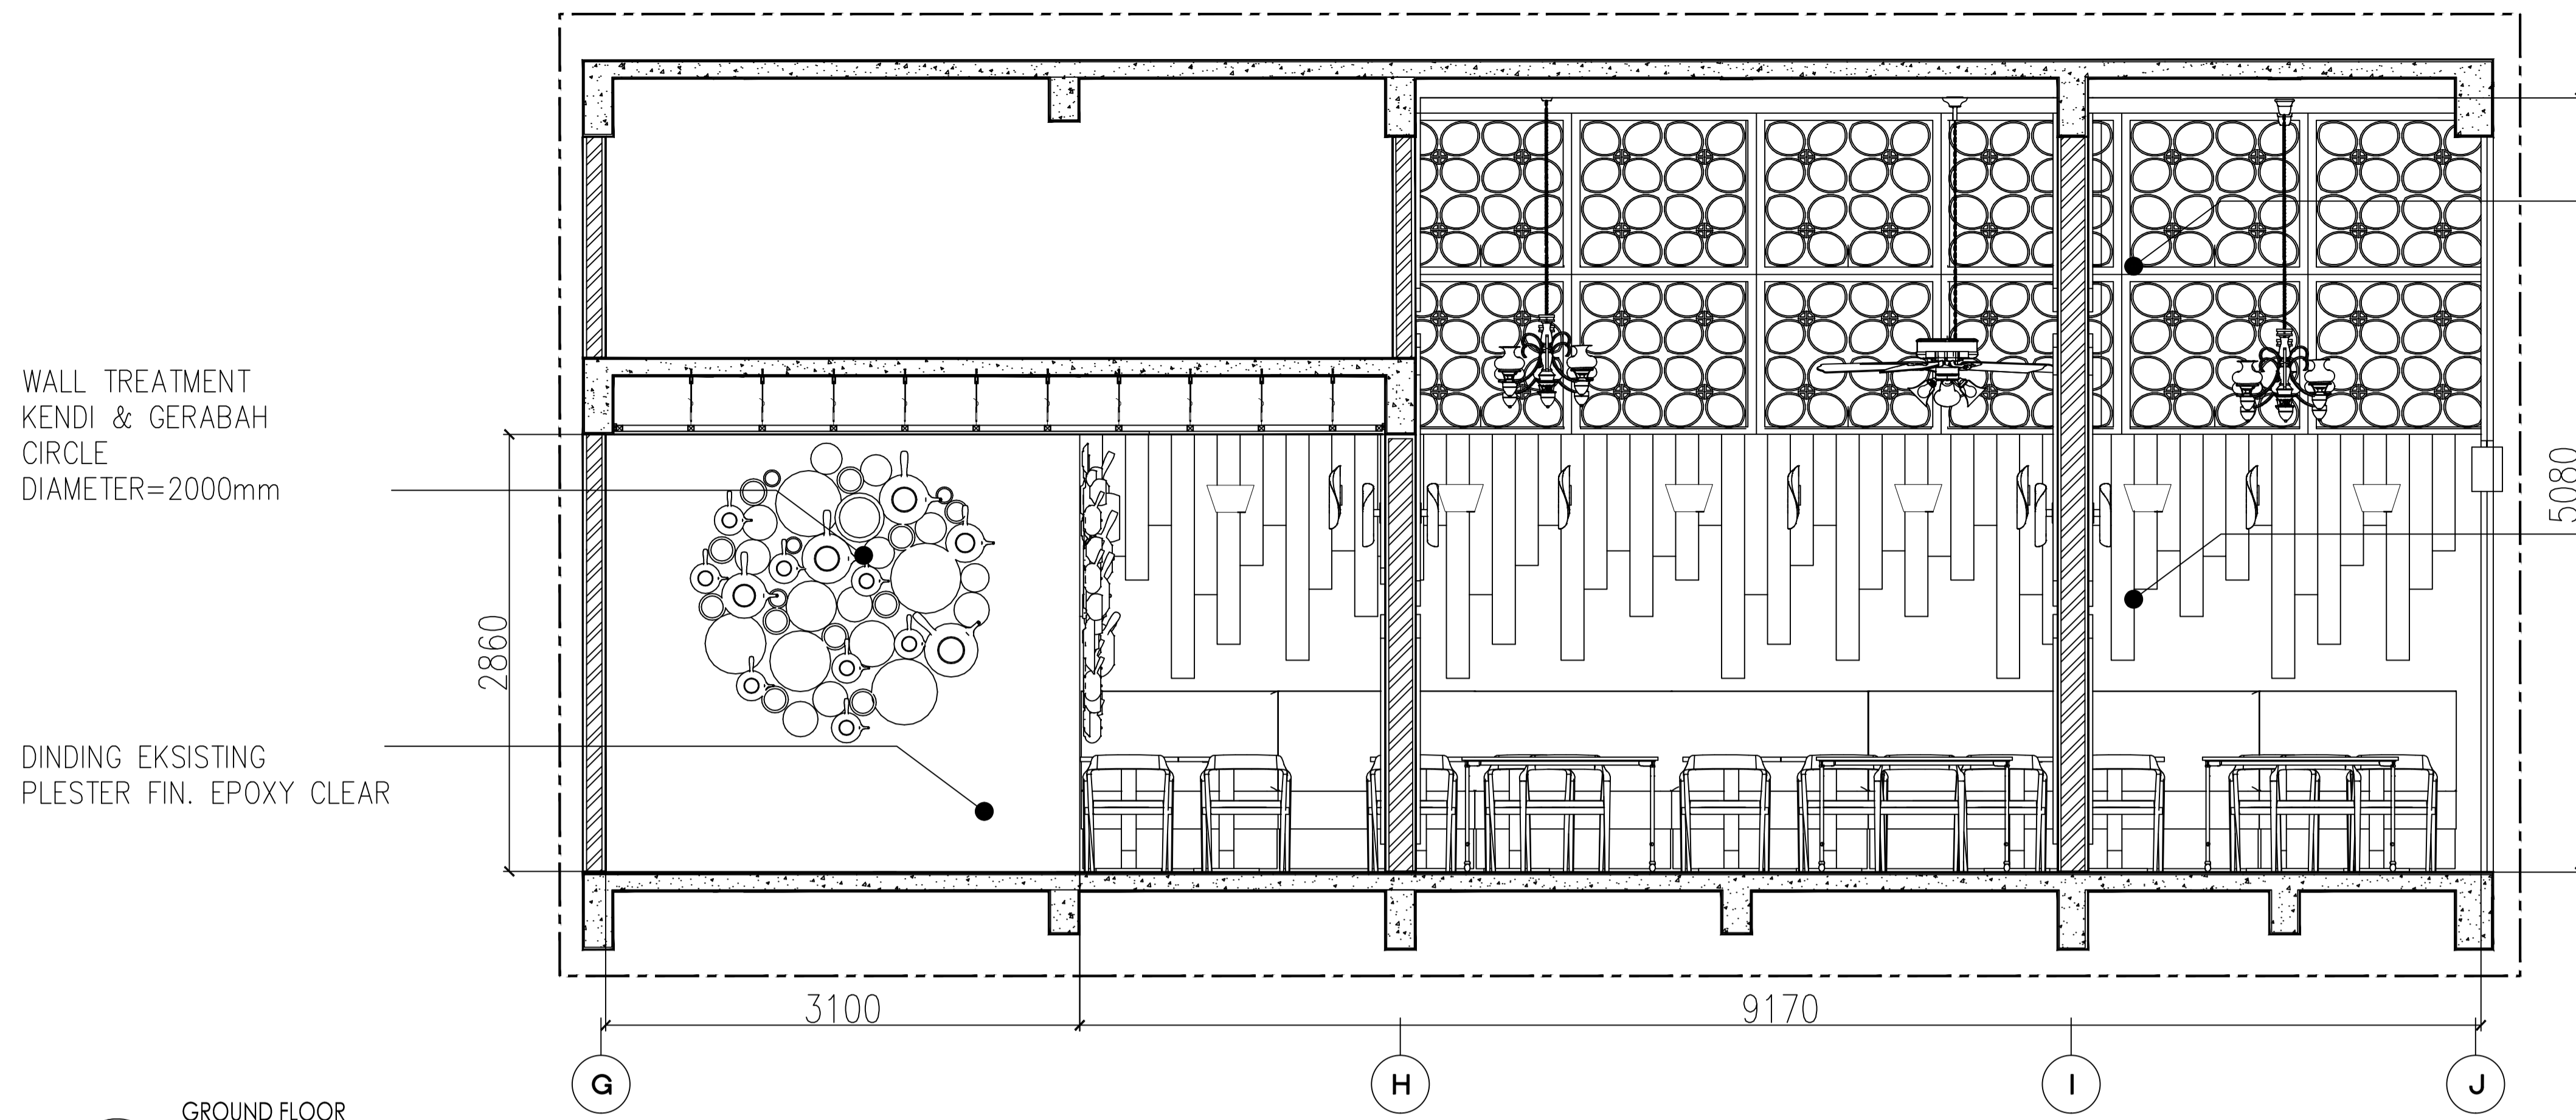 WALL TREATMENT
KENDI & GERABAH
CIRCLE
DIAMETER=2000mm
2860
5080
DINDING EKSISTING
PLESTER FIN. EPOXY CLEAR
3100
9170
G
H
I
J
GROUND FLOOR